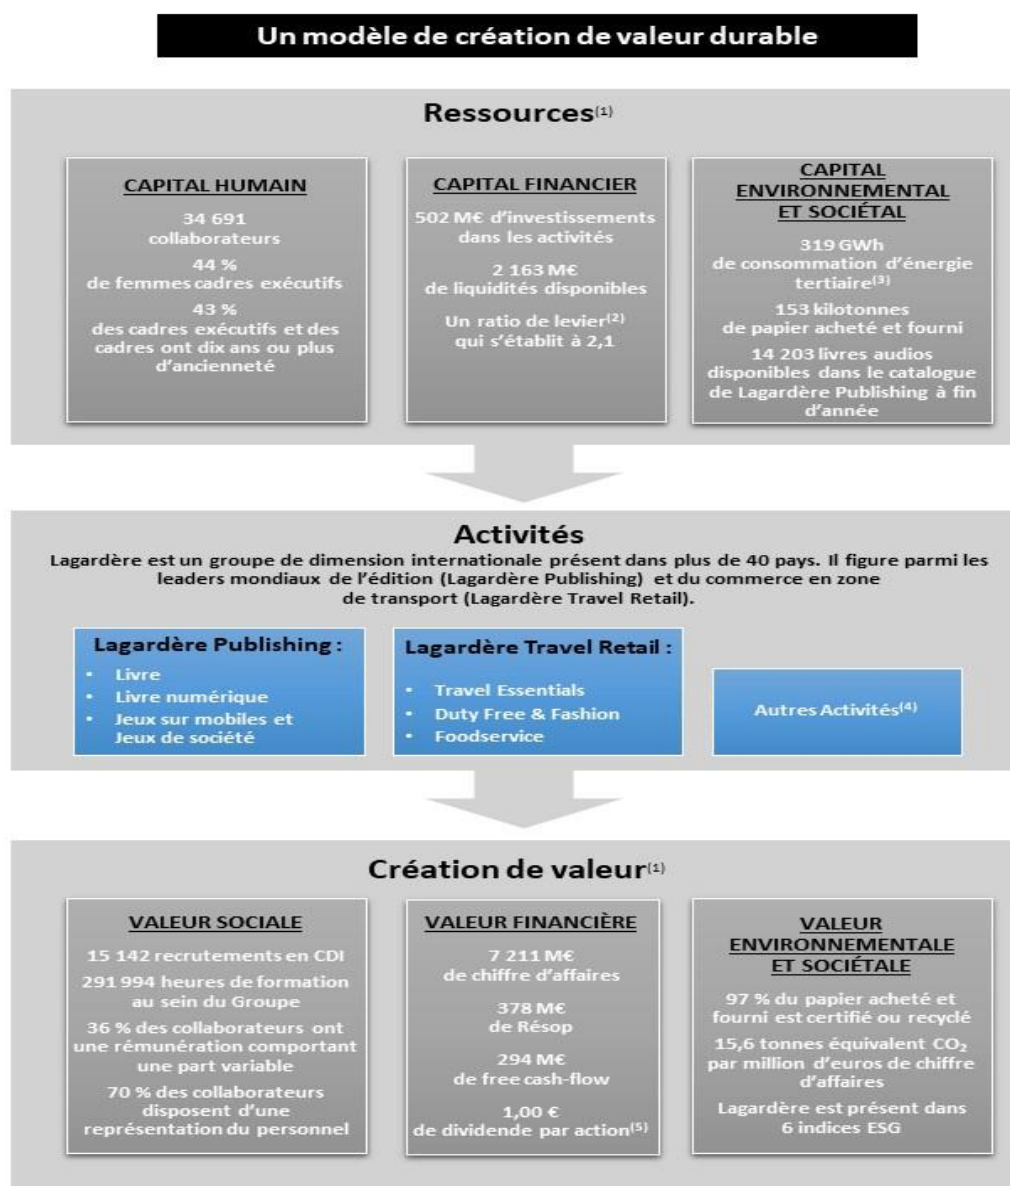 Un modèle de création de valeur durable
Ressources(1)
CAPITAL HUMAIN
34 691
collaborateurs
44 %
de femmes cadres exécutifs
43 %
des cadres exécutifs et des
cadres ont dix ans ou plus
d’ancienneté
CAPITAL FINANCIER
502 M€ d’investissements
dans les activités
2 163 M€
de liquidités disponibles
Un ratio de levier(2)
qui s’établit à 2,1
CAPITAL
ENVIRONNEMENTAL
ET SOCIÉTAL
319 GWh
de consommation d’énergie
tertiaire(3)
153 kilotonnes
de papier acheté et fourni
14 203 livres audios
disponibles dans le catalogue
de Lagardère Publishing à fin
d’année
Activités
Lagardère est un groupe de dimension internationale présent dans plus de 40 pays. Il figure parmi les
leaders mondiaux de l’édition (Lagardère Publishing) et du commerce en zone
de transport (Lagardère Travel Retail).
Lagardère Publishing :
• Livre
• Livre numérique
• Jeux sur mobiles et
Jeux de société
Lagardère Travel Retail :
• Travel Essentials
• Duty Free & Fashion
• Foodservice
Autres Activités(4)
Création de valeur(1)
VALEUR SOCIALE
15 142 recrutements en CDI
291 994 heures de formation
au sein du Groupe
36 % des collaborateurs ont
une rémunération comportant
une part variable
70 % des collaborateurs
disposent d’une
représentation du personnel
VALEUR FINANCIÈRE
7 211 M€
de chiffre d’affaires
378 M€
de Résop
294 M€
de free cash-flow
1,00 €
de dividende par action(5)
VALEUR
ENVIRONNEMENTALE
ET SOCIÉTALE
97 % du papier acheté et
fourni est certifié ou recyclé
15,6 tonnes équivalent CO₂
par million d’euros de chiffre
d’affaires
Lagardère est présent dans
6 indices ESG